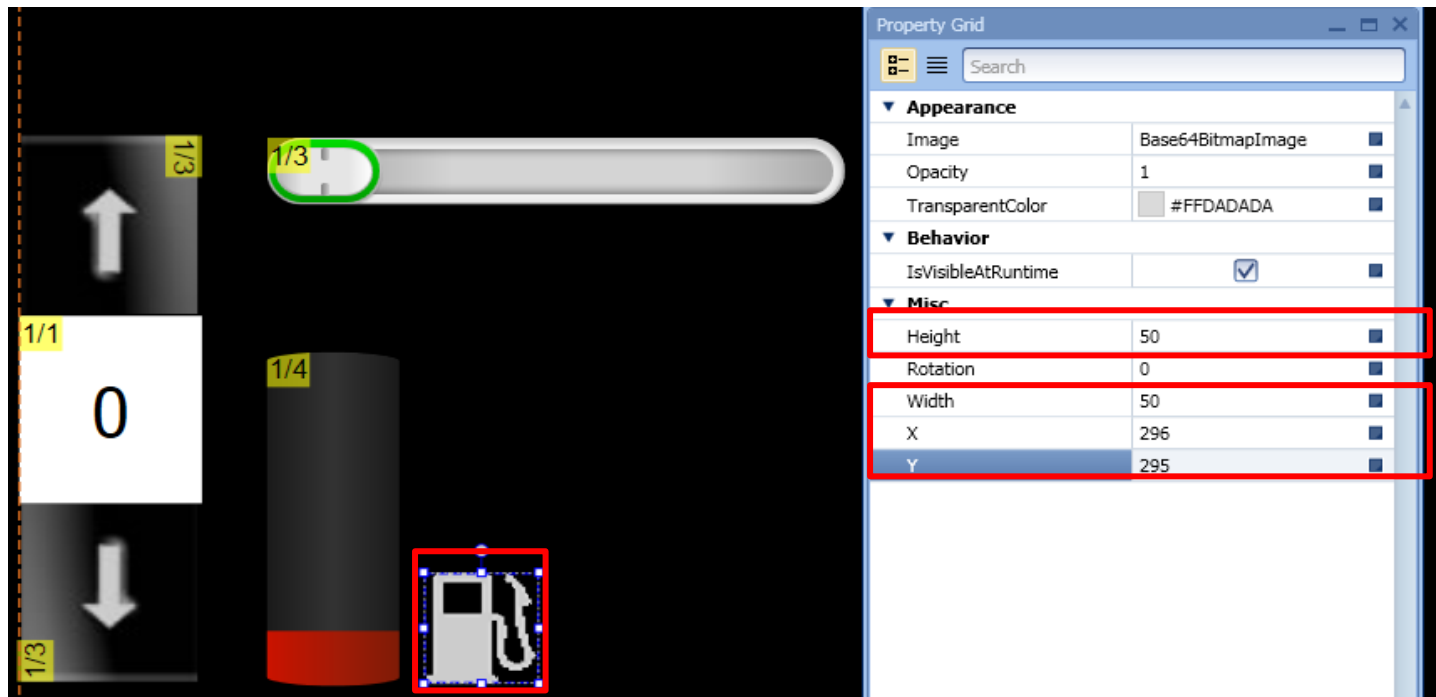 Property Grid
Search
Appearance
Image Base64BitmapImage
Opacity 1
TransparentColor #FFDADADA
Behavior
IsVisibleAtRuntime
Misc
Height 50
Rotation 0
Width 50
X 296
Y 295
1/3
1/3
1/1
0
1/4
1/3